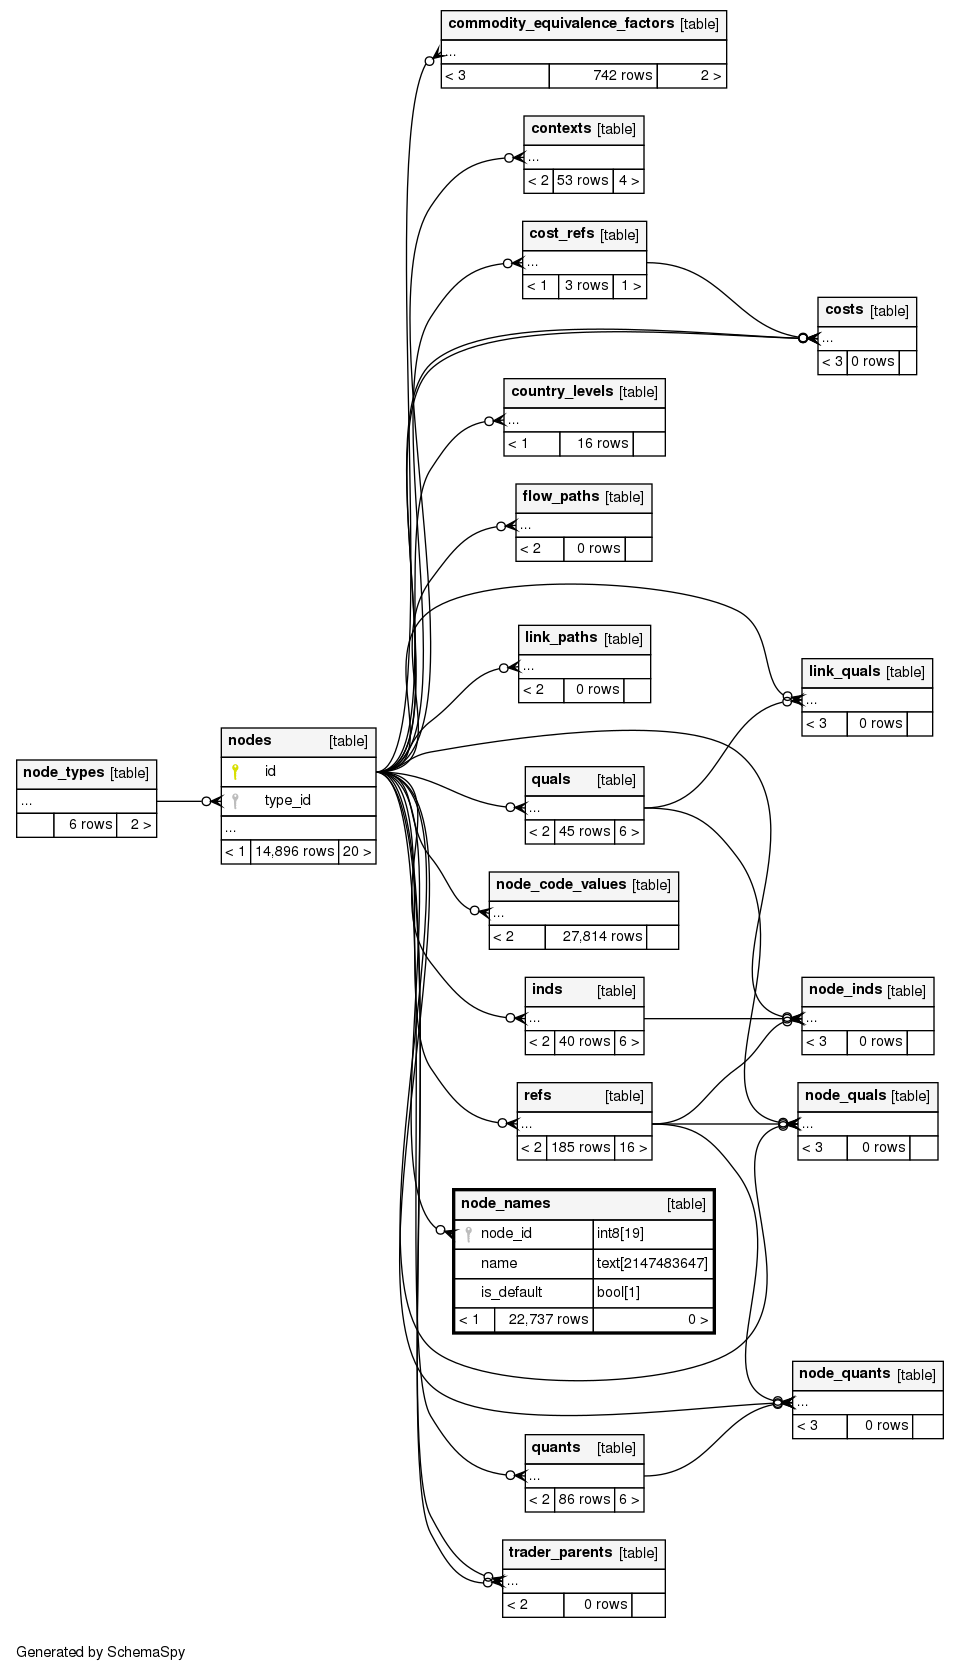 commodity_equivalence_factors [table]
...
< 3 742 rows 2 >
contexts [table]
...
< 2 53 rows 4 >
cost_refs [table]
...
< 1 3 rows 1 >
costs [table]
...
< 3 0 rows
country_levels [table]
...
< 1 16 rows
flow_paths [table]
...
< 2 0 rows
link_paths [table]
...
< 2 0 rows
link_quals [table]
...
< 3 0 rows
nodes [table]
id
type_id
...
< 1 14,896 rows 20 >
node_types [table]
...
6 rows 2 >
quals [table]
...
< 2 45 rows 6 >
node_code_values [table]
...
< 2 27,814 rows
inds [table]
...
< 2 40 rows 6 >
node_inds [table]
...
< 3 0 rows
refs [table]
...
< 2 185 rows 16 >
node_quals [table]
...
< 3 0 rows
node_names [table]
node_id int8[19]
name text[2147483647]
is_default bool[1]
< 1 22,737 rows 0 >
node_quants [table]
...
< 3 0 rows
quants [table]
...
< 2 86 rows 6 >
trader_parents [table]
...
< 2 0 rows
Generated by SchemaSpy